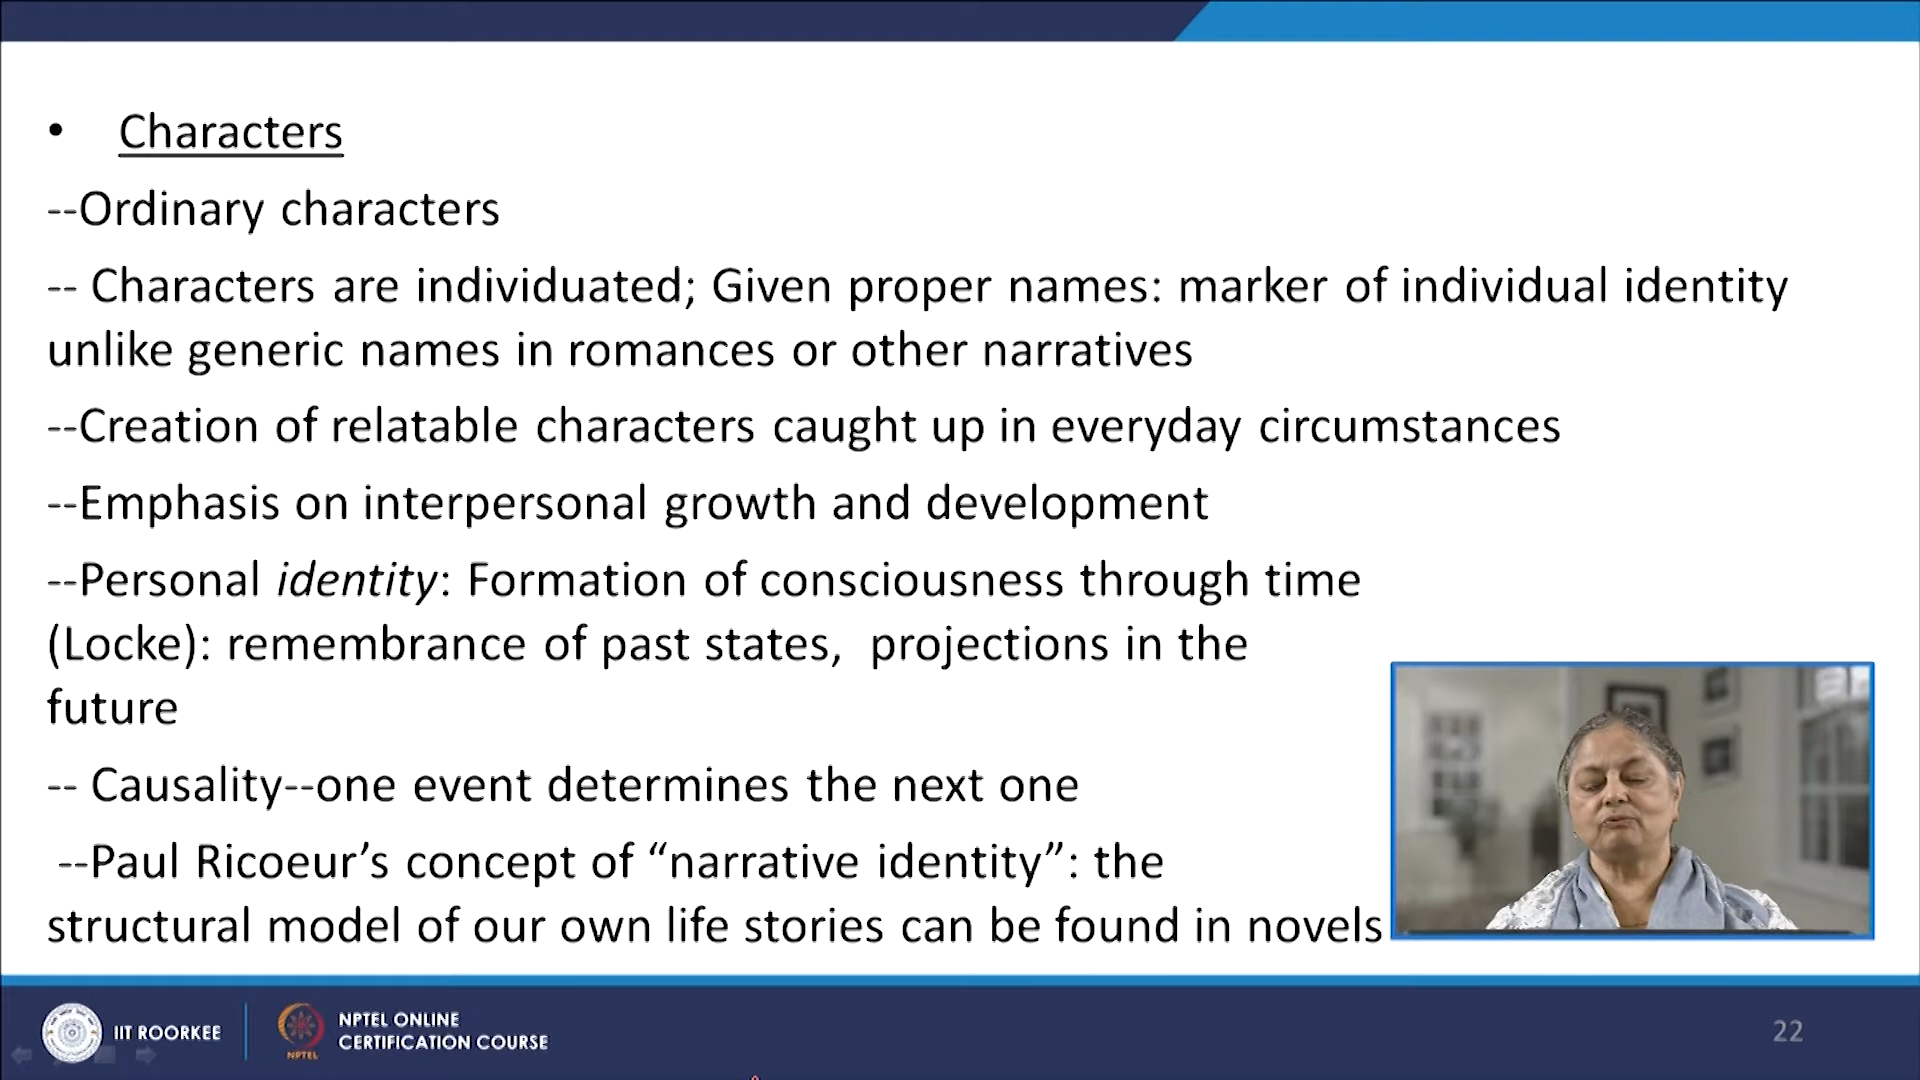 • Characters
--Ordinary characters
-- Characters are individuated; Given proper names: marker of individual identity
unlike generic names in romances or other narratives
--Creation of relatable characters caught up in everyday circumstances
--Emphasis on interpersonal growth and development
--Personal identity: Formation of consciousness through time
(Locke): remembrance of past states,  projections in the
future
-- Causality--one event determines the next one
--Paul Ricoeur’s concept of “narrative identity”: the
structural model of our own life stories can be found in novels
IIT ROORKEE
NPTEL
NPTEL ONLINE
CERTIFICATION COURSE
22